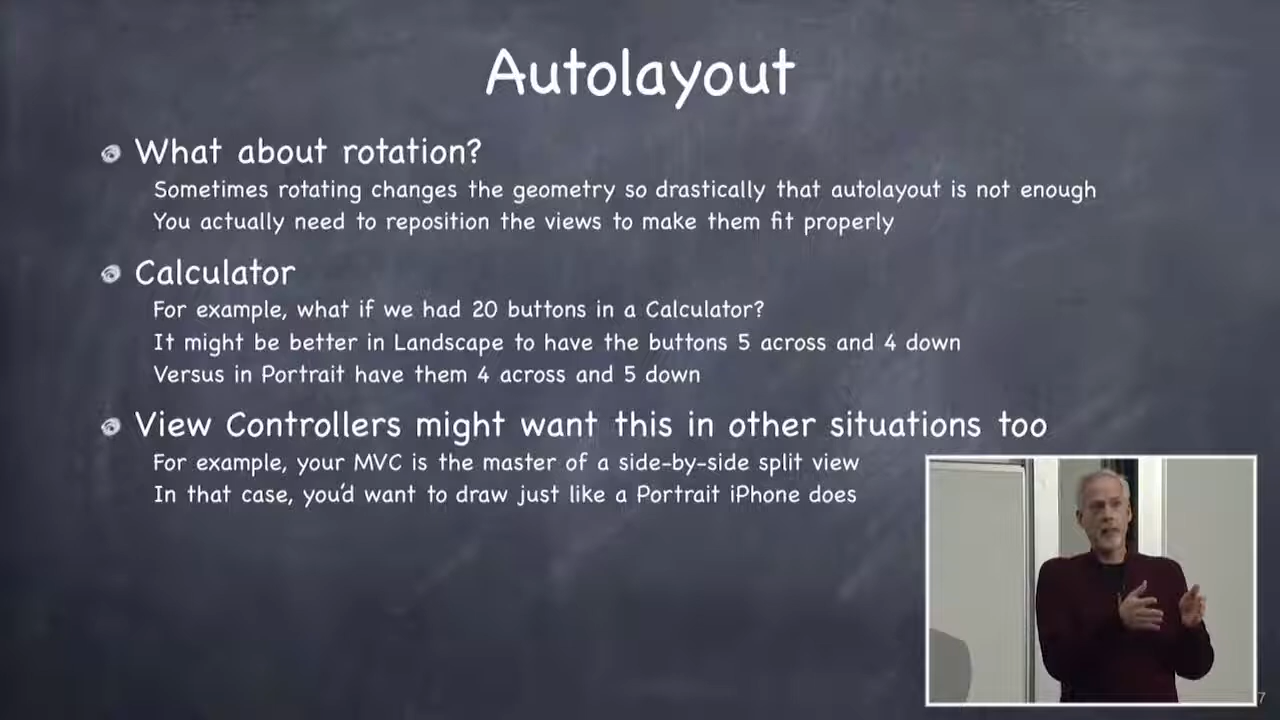 Autolayout
What about rotation?
Sometimes rotating changes the geometry so drastically that autolayout is not enough
You actually need to reposition the views to make them fit properly
Calculator
For example, what if we had 20 buttons in a Calculator?
It might be better in Landscape to have the buttons 5 across and 4 down
Versus in Portrait have them 4 across and 5 down
View Controllers might want this in other situations too
For example, your MVC is the master of a side-by-side split view
In that case, you'd want to draw just like a Portrait iPhone does
7